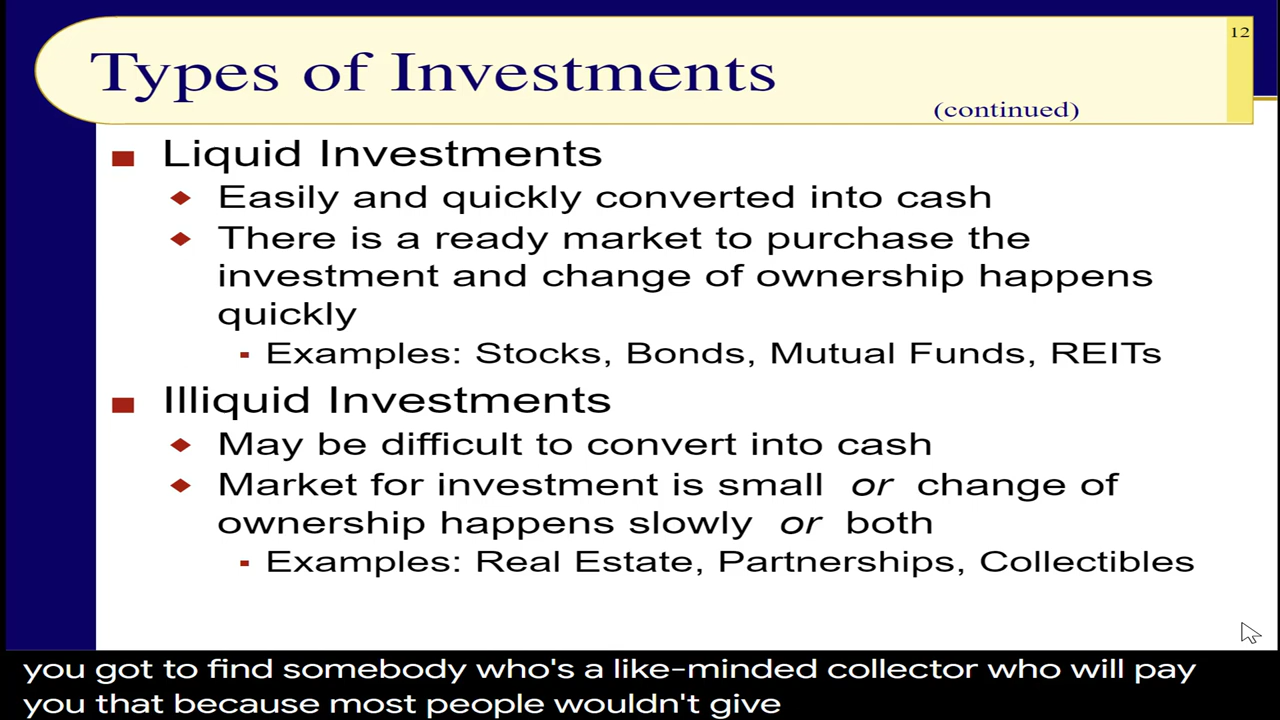 12
Types of Investments
(continued)
Liquid Investments
Easily and quickly converted into cash
There is a ready market to purchase the
investment and change of ownership happens
quickly
Examples: Stocks, Bonds, Mutual Funds, REITs
Illiquid Investments
May be difficult to convert into cash
Market for investment is small or change of
ownership happens slowly or both
Examples: Real Estate, Partnerships, Collectibles
you got to find somebody who's a like-minded collector who will pay
you that because most people wouldn't give